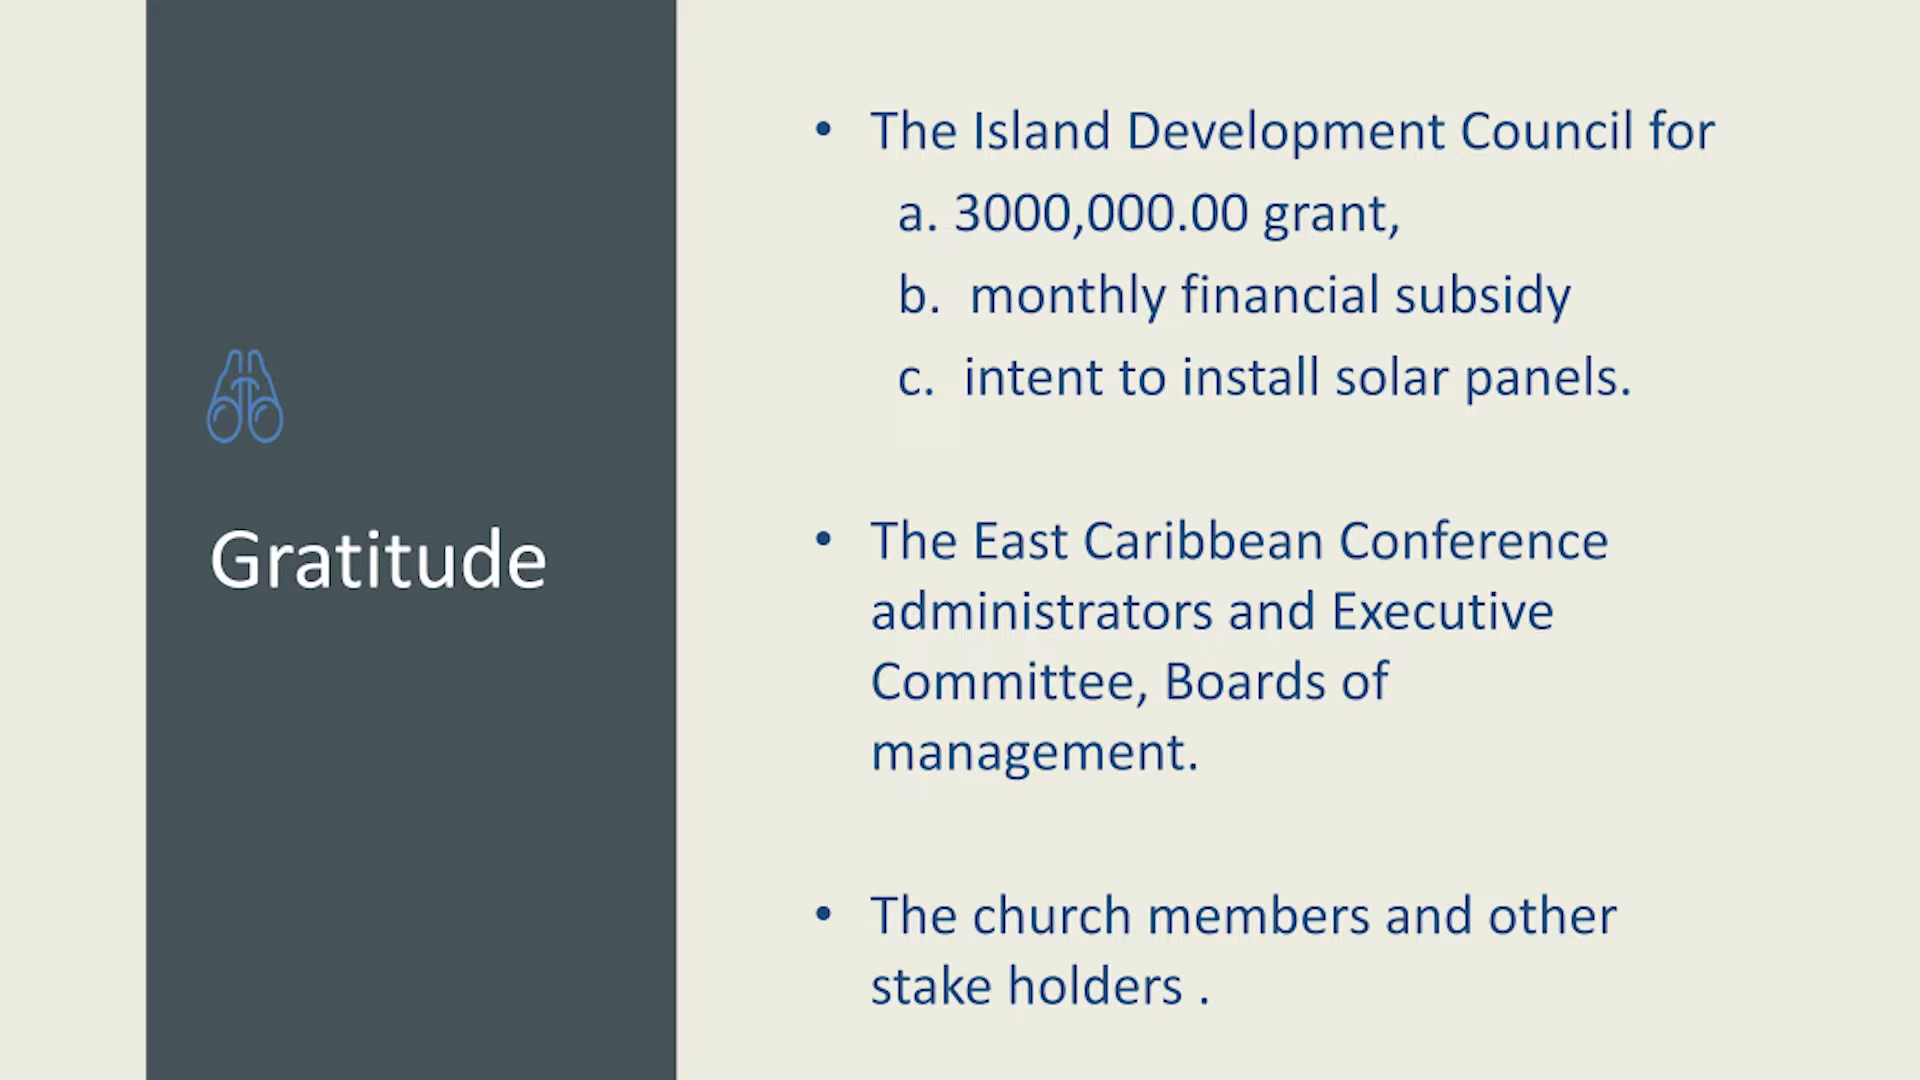 Gratitude
• The Island Development Council for
a. 3000,000.00 grant,
b. monthly financial subsidy
c. intent to install solar panels.
• The East Caribbean Conference
administrators and Executive
Committee, Boards of
management.
• The church members and other
stake holders .